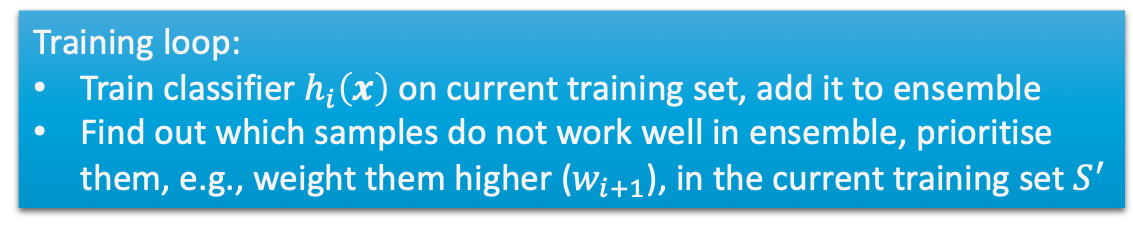 Training loop:
• Train classifier hᵢ(x) on current training set, add it to ensemble
• Find out which samples do not work well in ensemble, prioritise
them, e.g., weight them higher (wᵢ₊₁), in the current training set S′